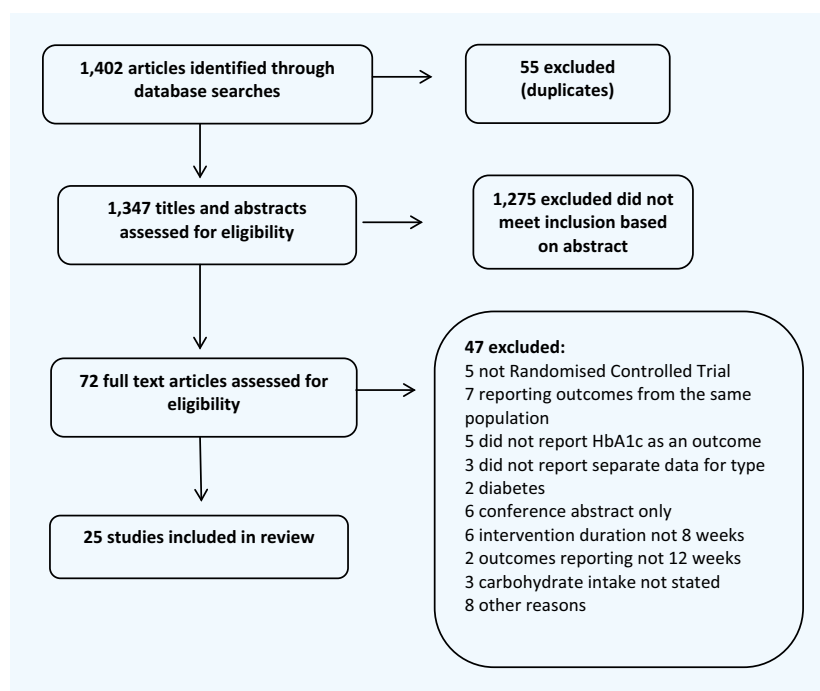 1,402 articles identified through
database searches
55 excluded
(duplicates)
1,347 titles and abstracts
assessed for eligibility
1,275 excluded did not
meet inclusion based
on abstract
72 full text articles assessed for
eligibility
47 excluded:
5 not Randomised Controlled Trial
7 reporting outcomes from the same
population
5 did not report HbA1c as an outcome
3 did not report separate data for type
2 diabetes
6 conference abstract only
6 intervention duration not 8 weeks
2 outcomes reporting not 12 weeks
3 carbohydrate intake not stated
8 other reasons
25 studies included in review